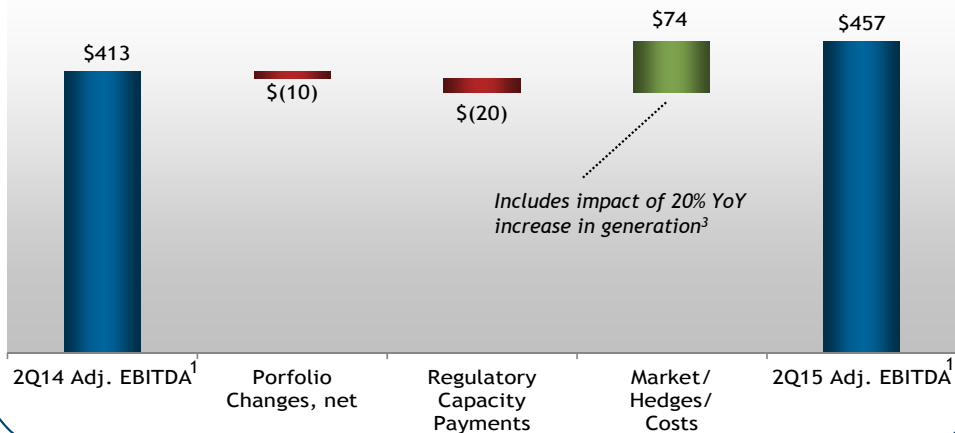 $413
$(10)
$(20)
$74
$457
Includes impact of 20% YoY
increase in generation³
2Q14 Adj. EBITDA¹
Porfolio
Changes, net
Regulatory
Capacity
Payments
Market/
Hedges/
Costs
2Q15 Adj. EBITDA¹